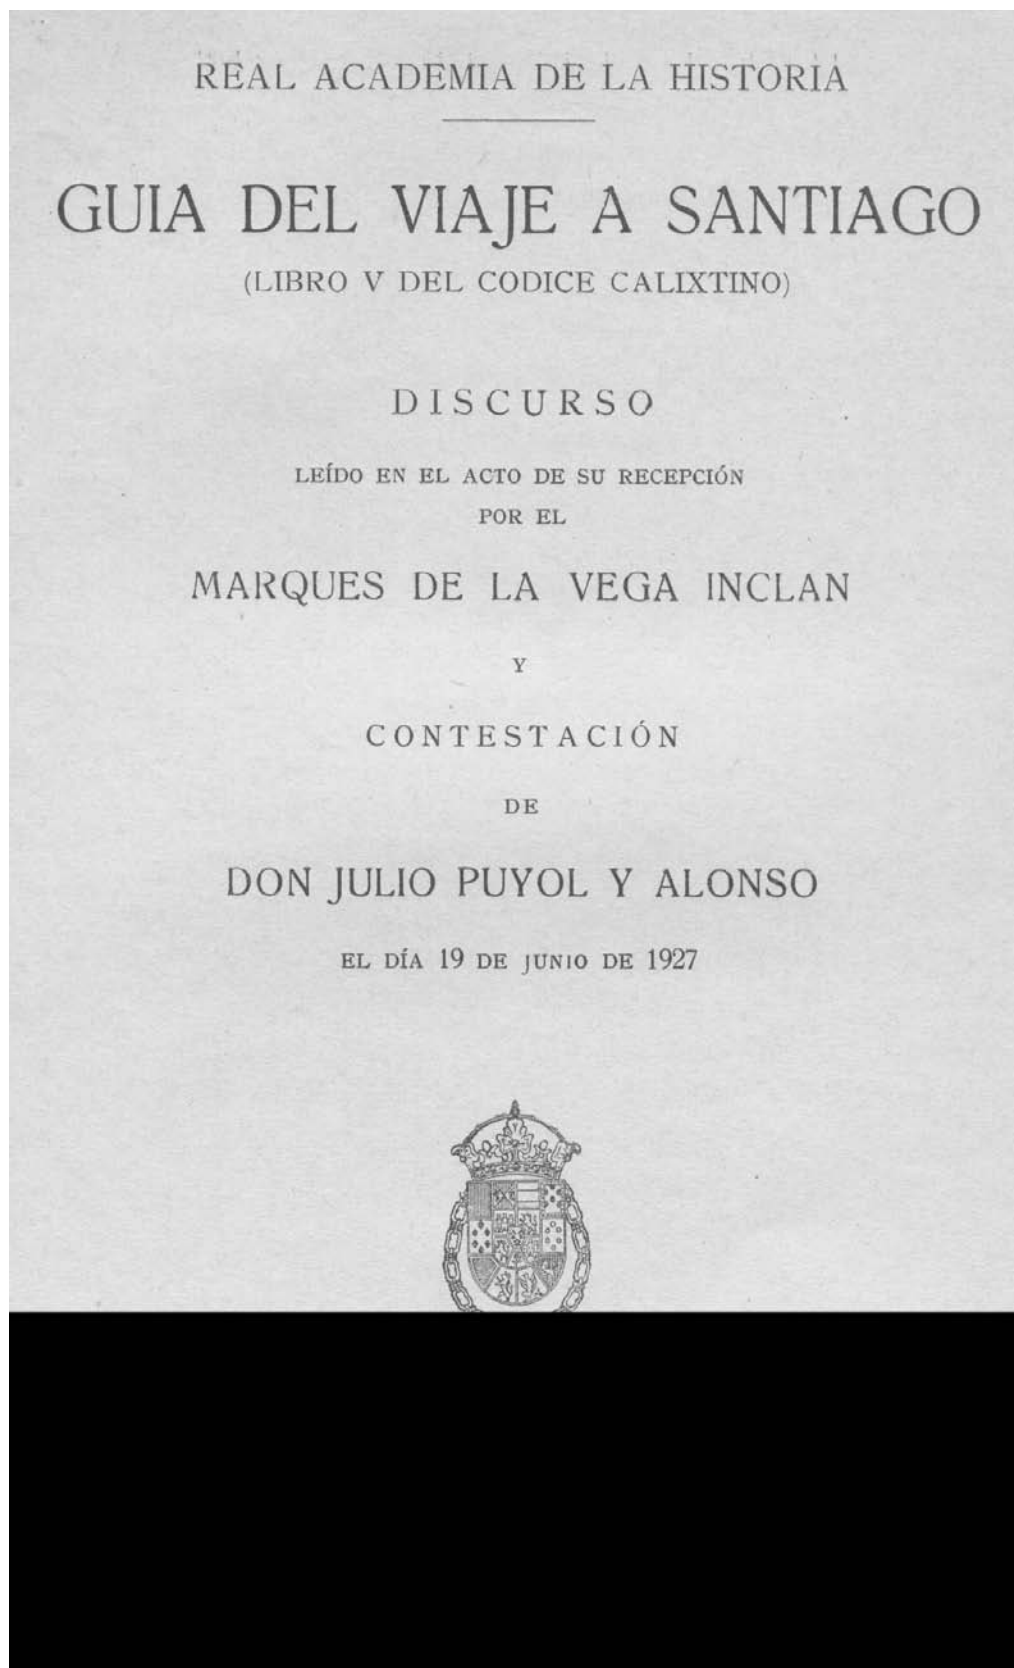 REAL ACADEMIA DE LA HISTORIA
GUIA DEL VIAJE A SANTIAGO
(LIBRO V DEL CODICE CALIXTINO)
DISCURSO
LEÍDO EN EL ACTO DE SU RECEPCIÓN
POR EL
MARQUES DE LA VEGA INCLAN
Y
CONTESTACIÓN
DE
DON JULIO PUYOL Y ALONSO
EL DÍA 19 DE JUNIO DE 1927